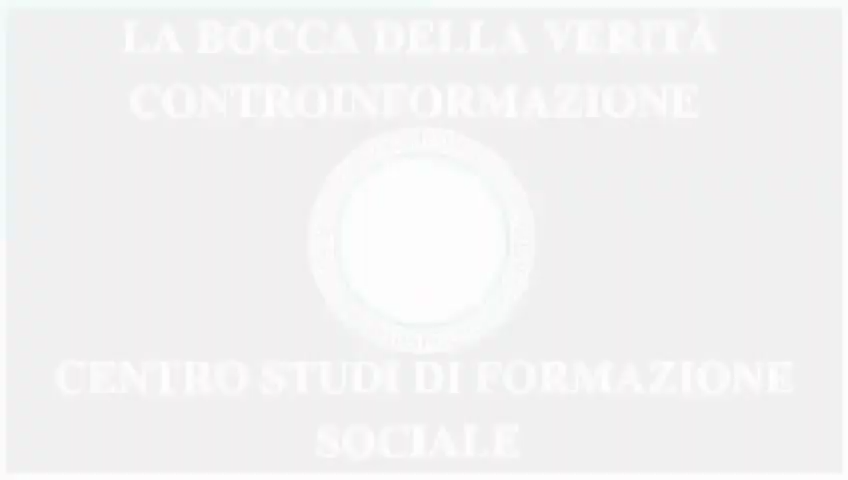 LA BOCCA DELLA VERITÀ
CONTROINFORMAZIONE
CENTRO STUDI DI FORMAZIONE
SOCIALE